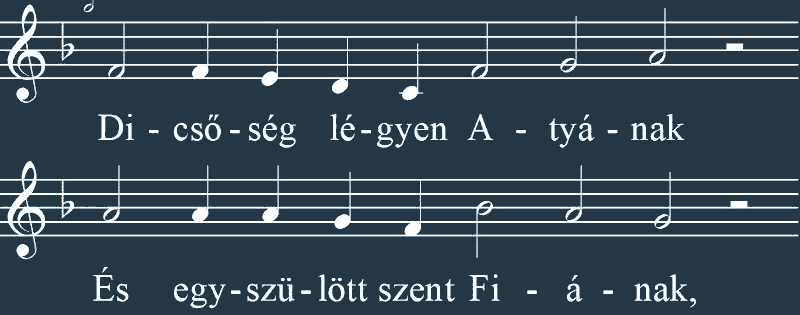 Di - cső - ség lé - gyen A - tyá - nak
És egy - szü - lött szent Fi - á - nak,